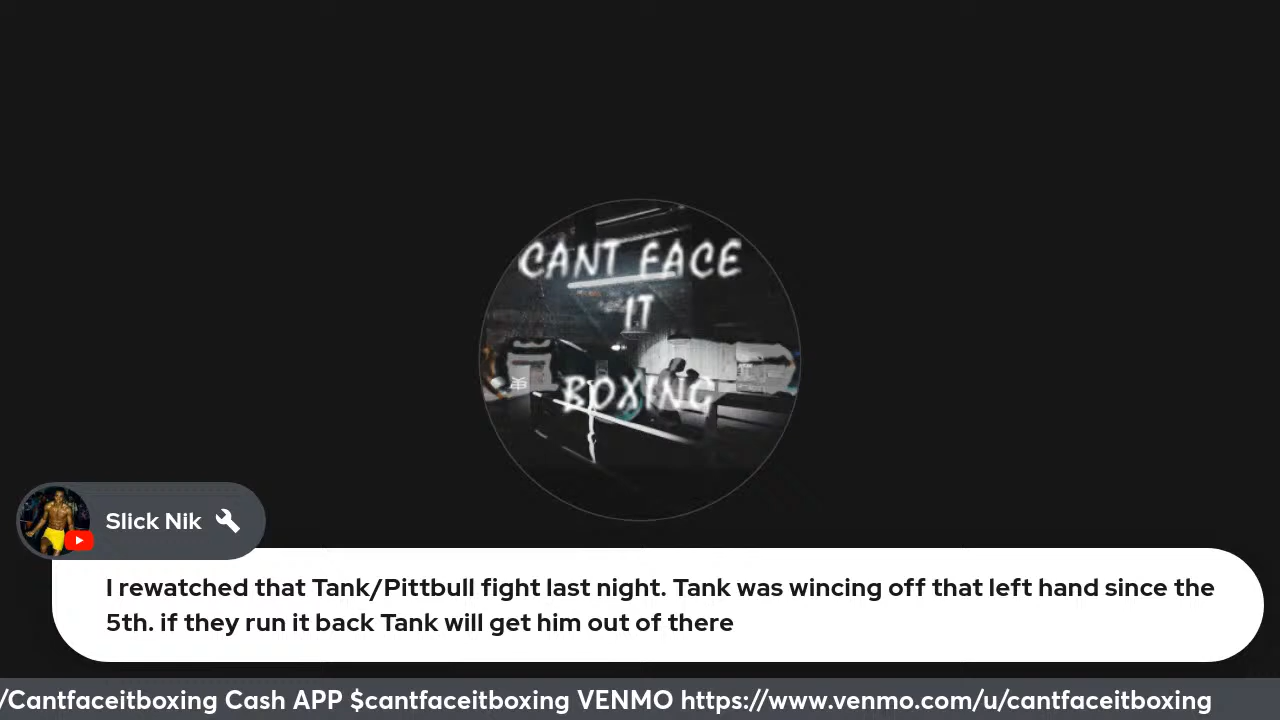 CANT FACE
IT
BOXING
Slick Nik
I rewatched that Tank/Pittbull fight last night. Tank was wincing off that left hand since the
5th. if they run it back Tank will get him out of there
/Cantfaceitboxing Cash APP $cantfaceitboxing VENMO https://www.venmo.com/u/cantfaceitboxing